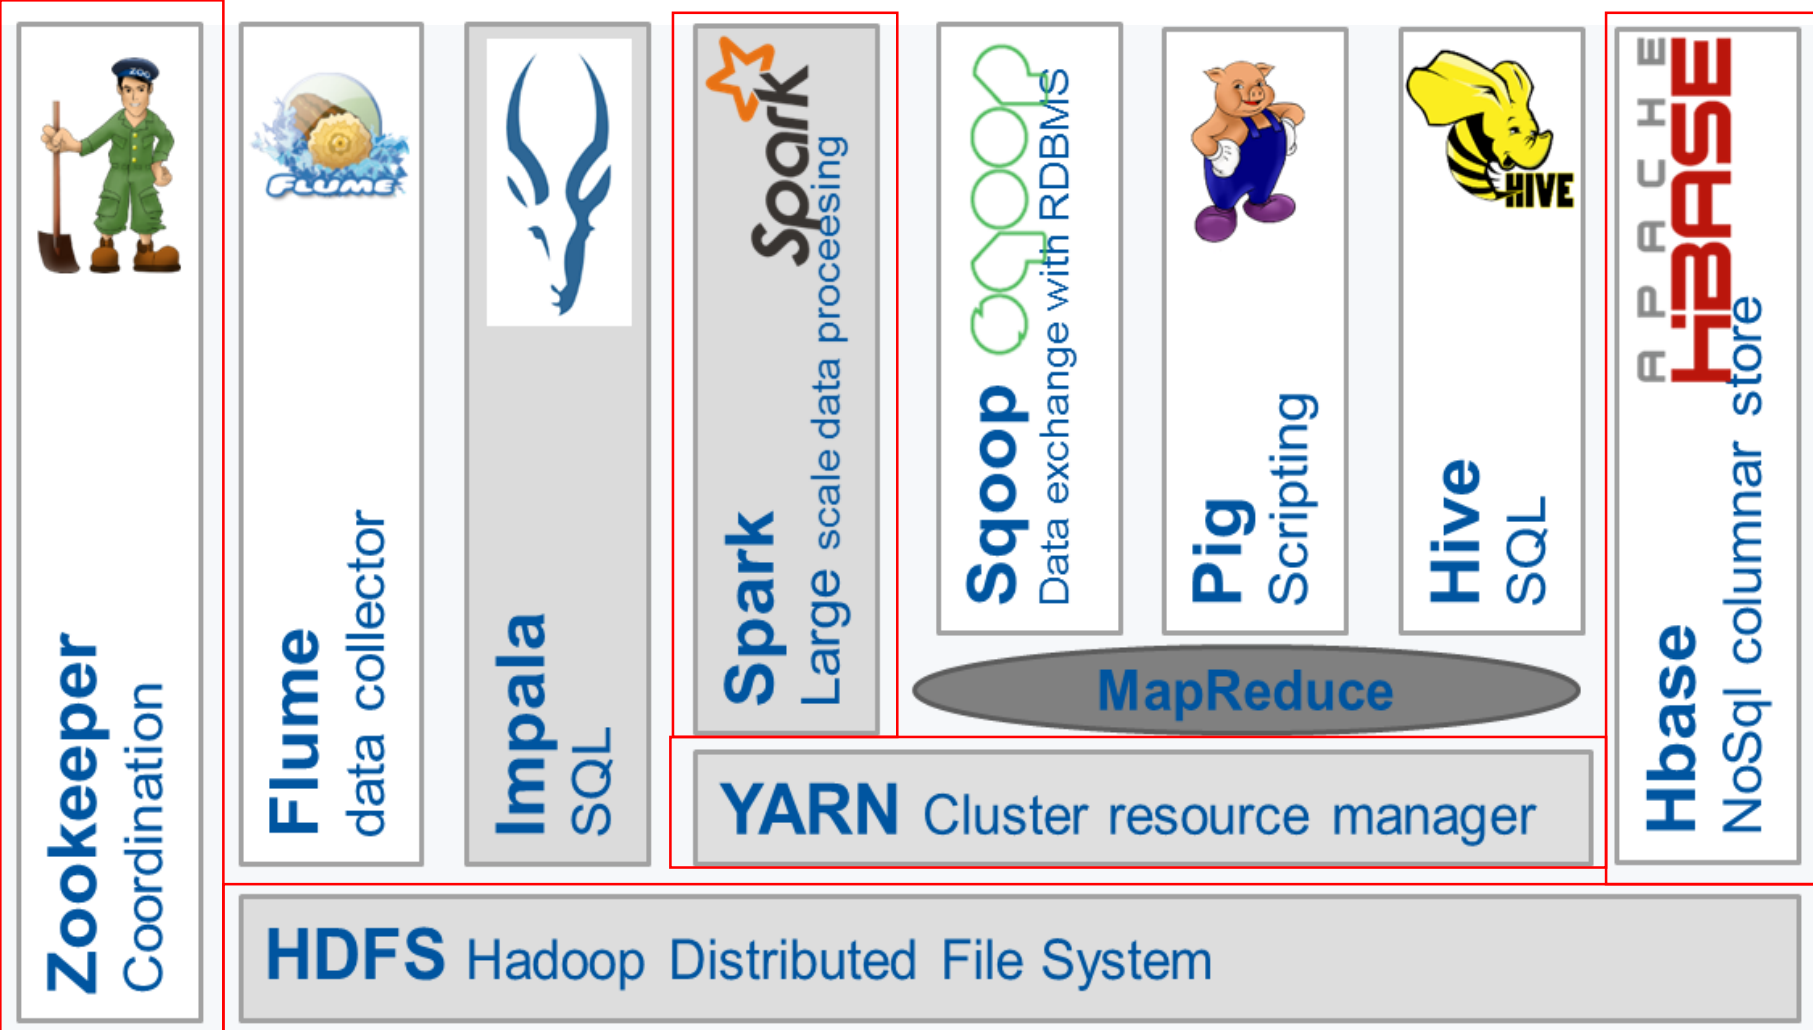 ZOO
Zookeeper
Coordination
FLUME
Flume
data collector
Impala
SQL
Spark
Spark
Large scale data proceesing
sqoop
Sqoop
Data exchange with RDBMS
Pig
Scripting
HIVE
Hive
SQL
APACHE
HBASE
Hbase
NoSql columnar store
MapReduce
YARN Cluster resource manager
HDFS Hadoop Distributed File System